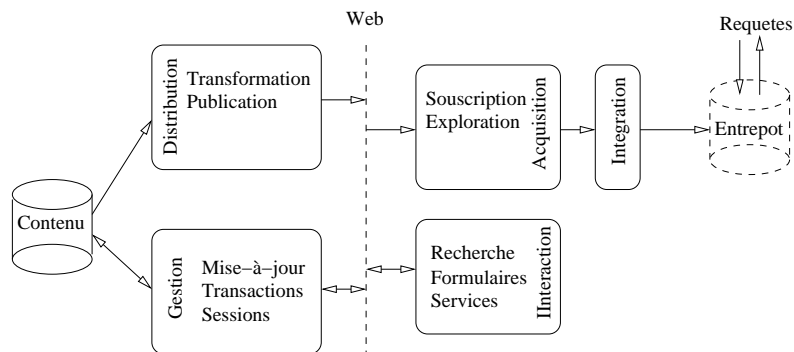 Web
Requetes
Distribution
Transformation
Publication
Souscription
Exploration
Acquisition
Integration
Entrepot
Contenu
Gestion
Mise-à-jour
Transactions
Sessions
Recherche
Formulaires
Services
IInteraction